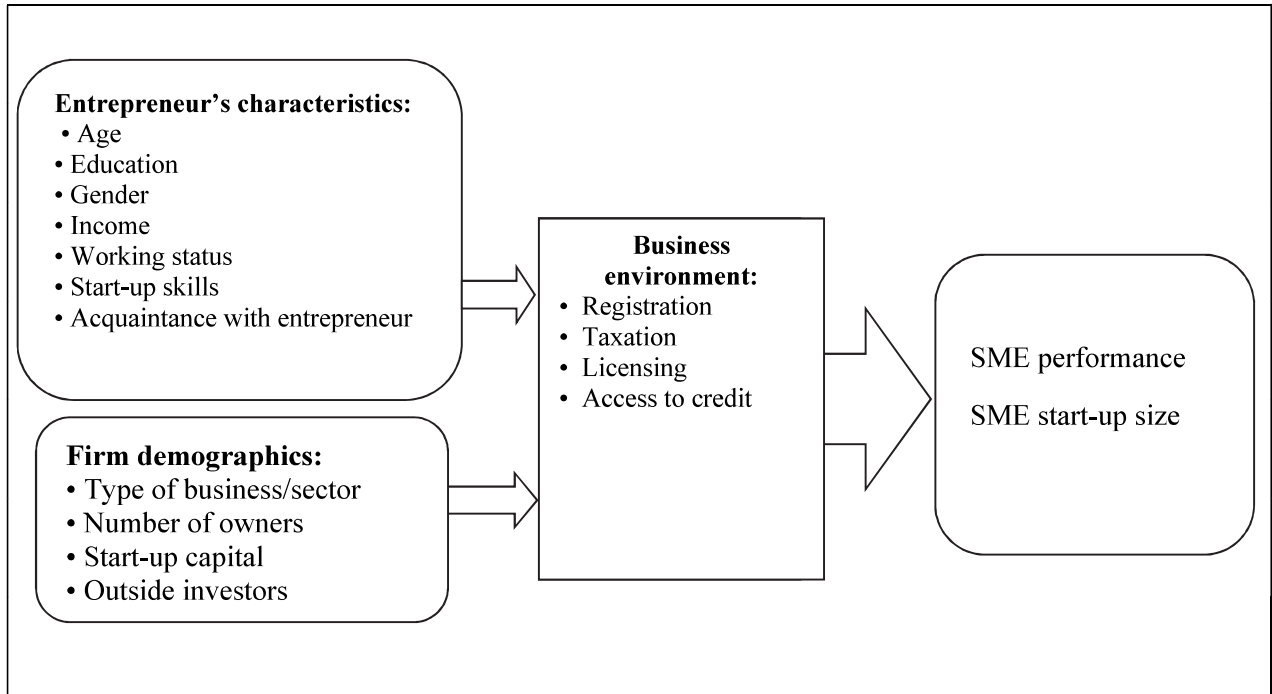 Entrepreneur’s characteristics:
• Age
• Education
• Gender
• Income
• Working status
• Start-up skills
• Acquaintance with entrepreneur
Firm demographics:
• Type of business/sector
• Number of owners
• Start-up capital
• Outside investors
Business
environment:
• Registration
• Taxation
• Licensing
• Access to credit
SME performance
SME start-up size